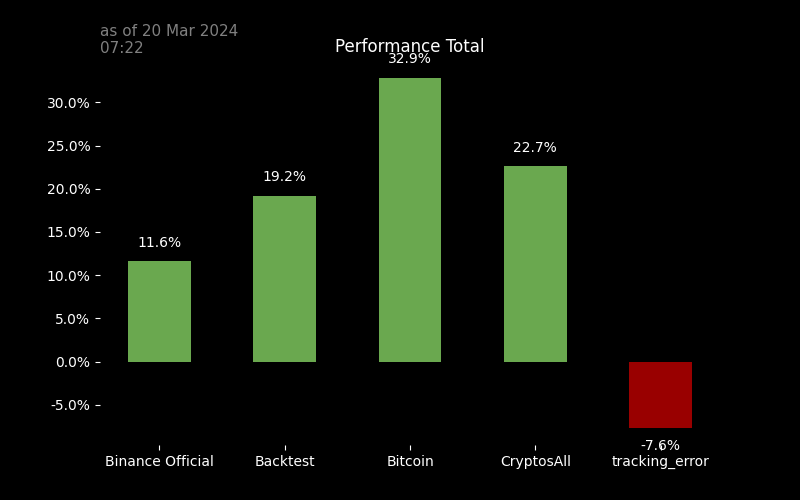 as of 20 Mar 2024
07:22
Performance Total
32.9%
30.0%
25.0%
22.7%
20.0%
19.2%
15.0%
11.6%
10.0%
5.0%
0.0%
-5.0%
-7.6%
Binance Official
Backtest
Bitcoin
CryptosAll
tracking_error